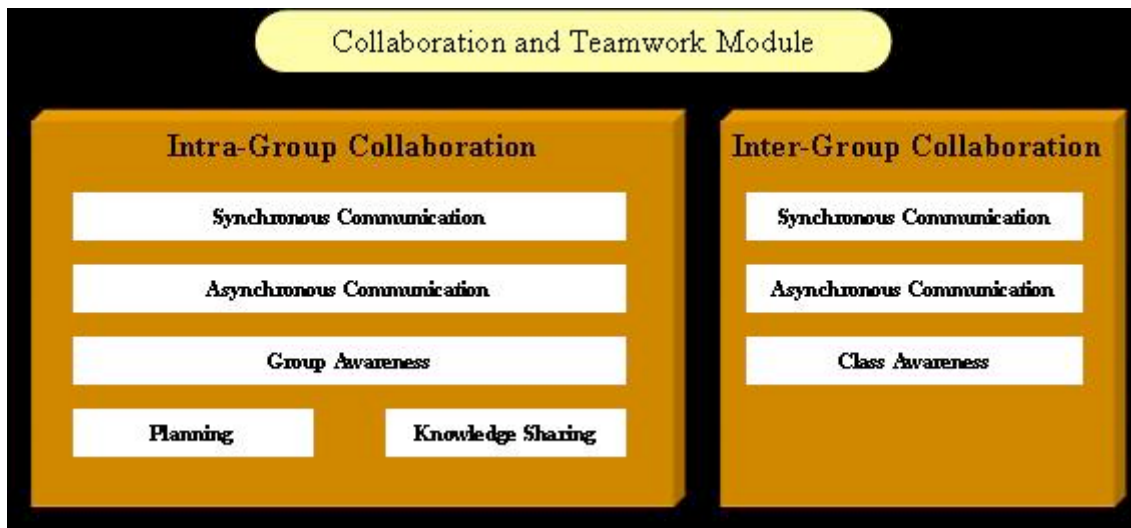 Collaboration and Teamwork Module
Intra-Group Collaboration
Synchronous Communication
Asynchronous Communication
Group Awareness
Planning
Knowledge Sharing
Inter-Group Collaboration
Synchronous Communication
Asynchronous Communication
Class Awareness